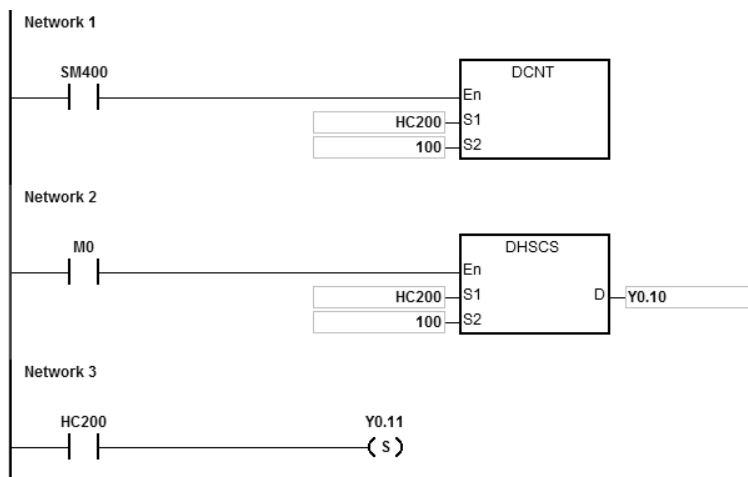 Network 1
SM400
DCNT
En
HC200 S1
100 S2
Network 2
M0
DHSCS
En
HC200 S1 D Y0.10
100 S2
Network 3
HC200 Y0.11
S